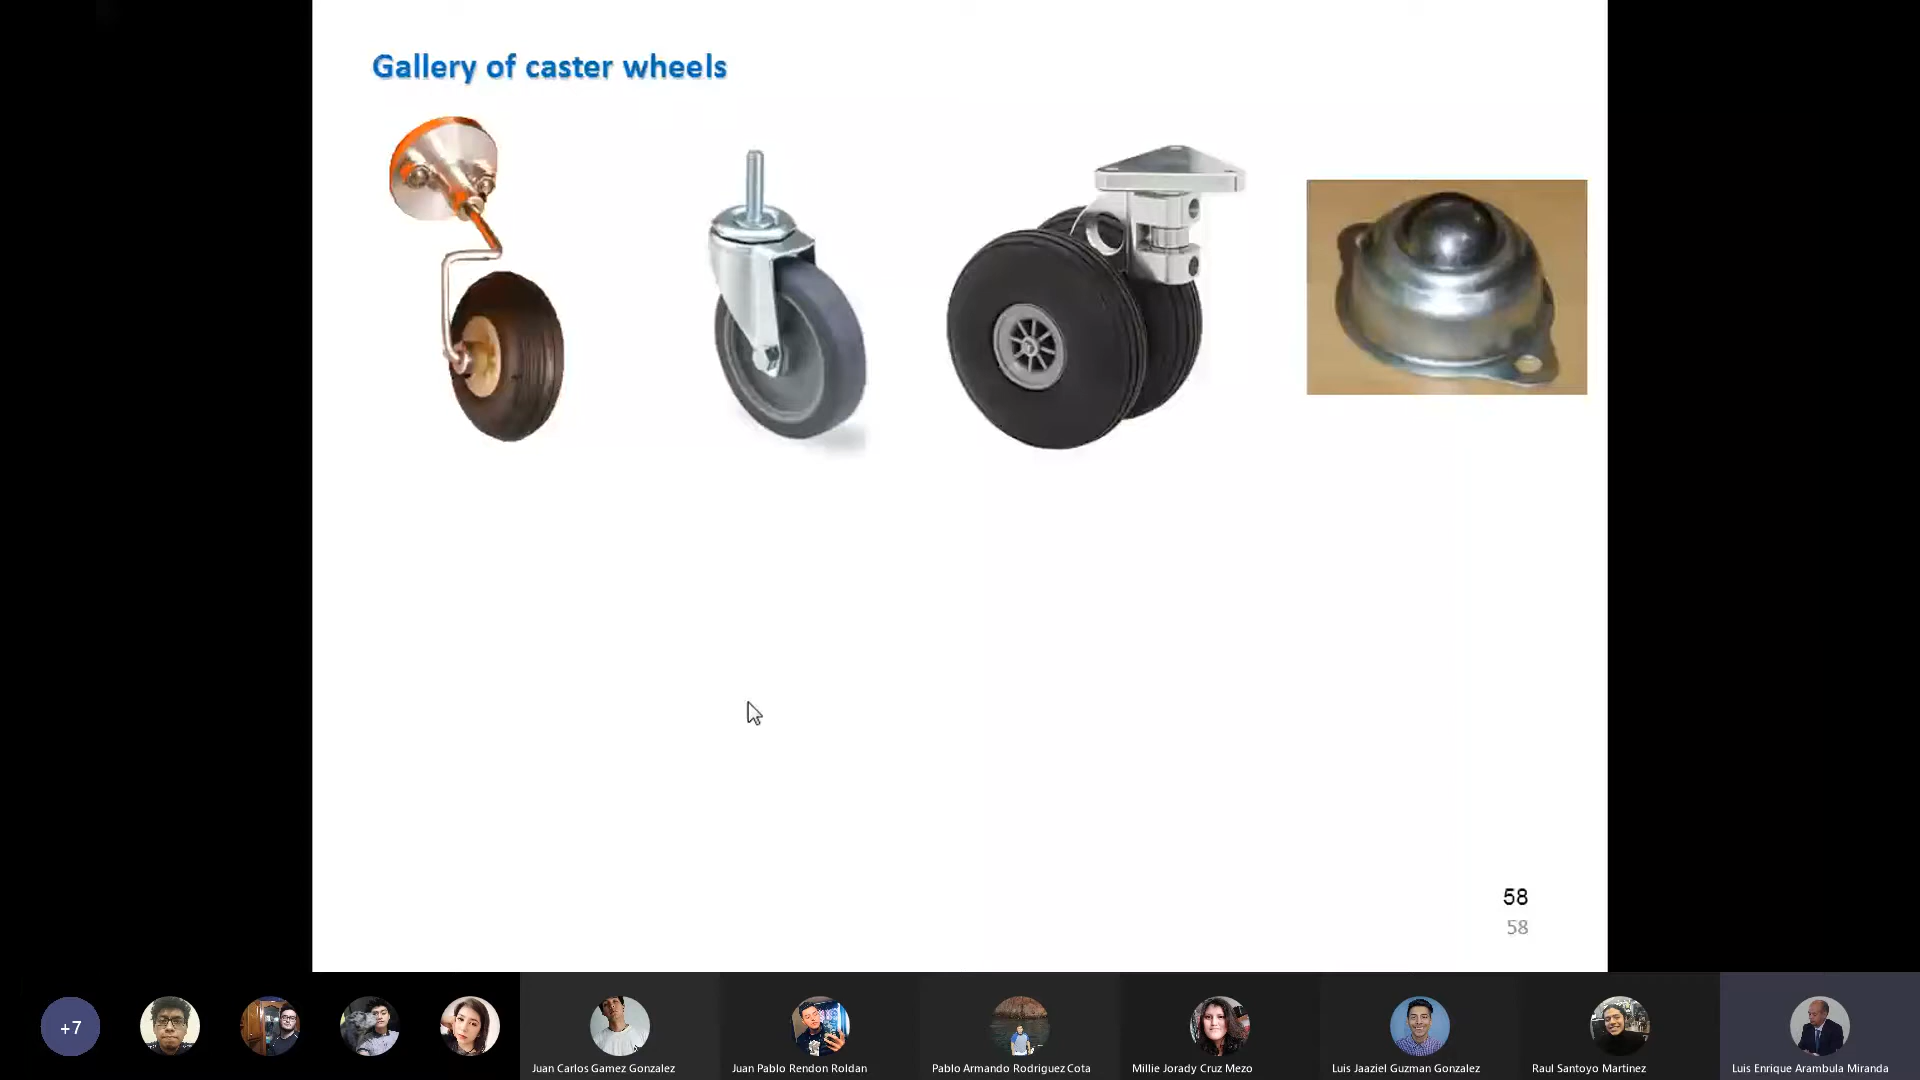 Gallery of caster wheels
58
58
+7
Juan Carlos Gamez Gonzalez
Juan Pablo Rendon Roldan
Pablo Armando Rodriguez Cota
Millie Jorady Cruz Mezo
Luis Jaaziel Guzman Gonzalez
Raul Santoyo Martinez
Luis Enrique Arambula Miranda